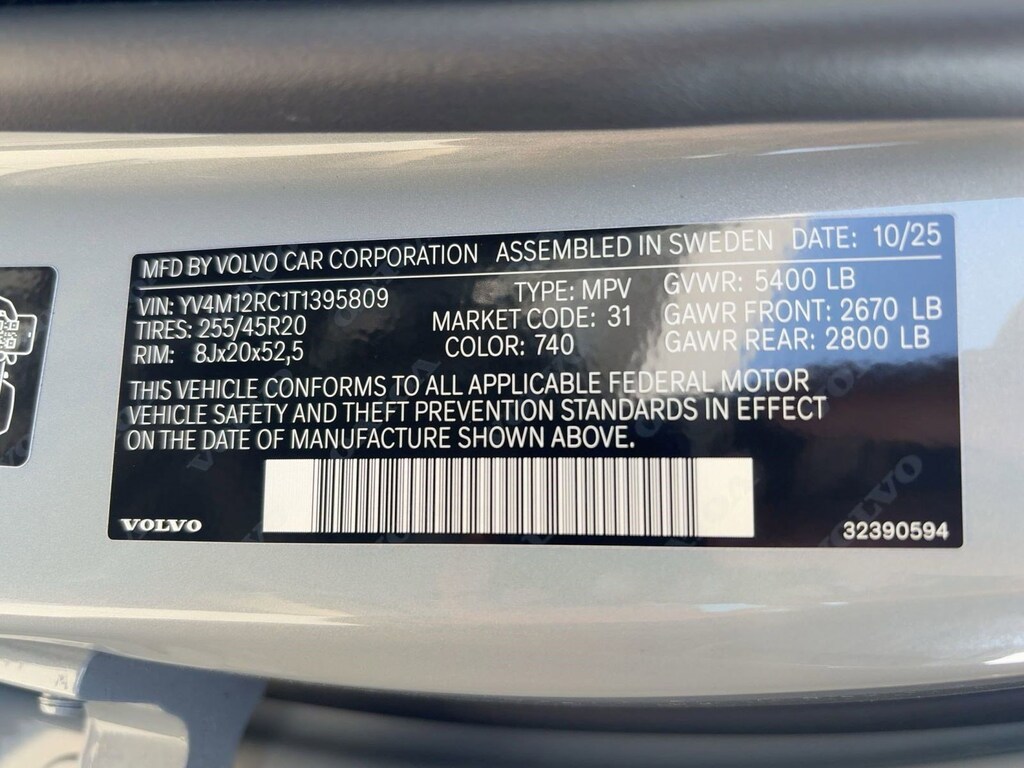 MFD BY VOLVO CAR CORPORATION ASSEMBLED IN SWEDEN DATE: 10/25
VIN: YV4M12RC1T1395809 TYPE: MPV GVWR: 5400 LB
TIRES: 255/45R20 MARKET CODE: 31 GAWR FRONT: 2670 LB
RIM: 8Jx20x52,5 COLOR: 740 GAWR REAR: 2800 LB
THIS VEHICLE CONFORMS TO ALL APPLICABLE FEDERAL MOTOR
VEHICLE SAFETY AND THEFT PREVENTION STANDARDS IN EFFECT
ON THE DATE OF MANUFACTURE SHOWN ABOVE.
VOLVO 32390594